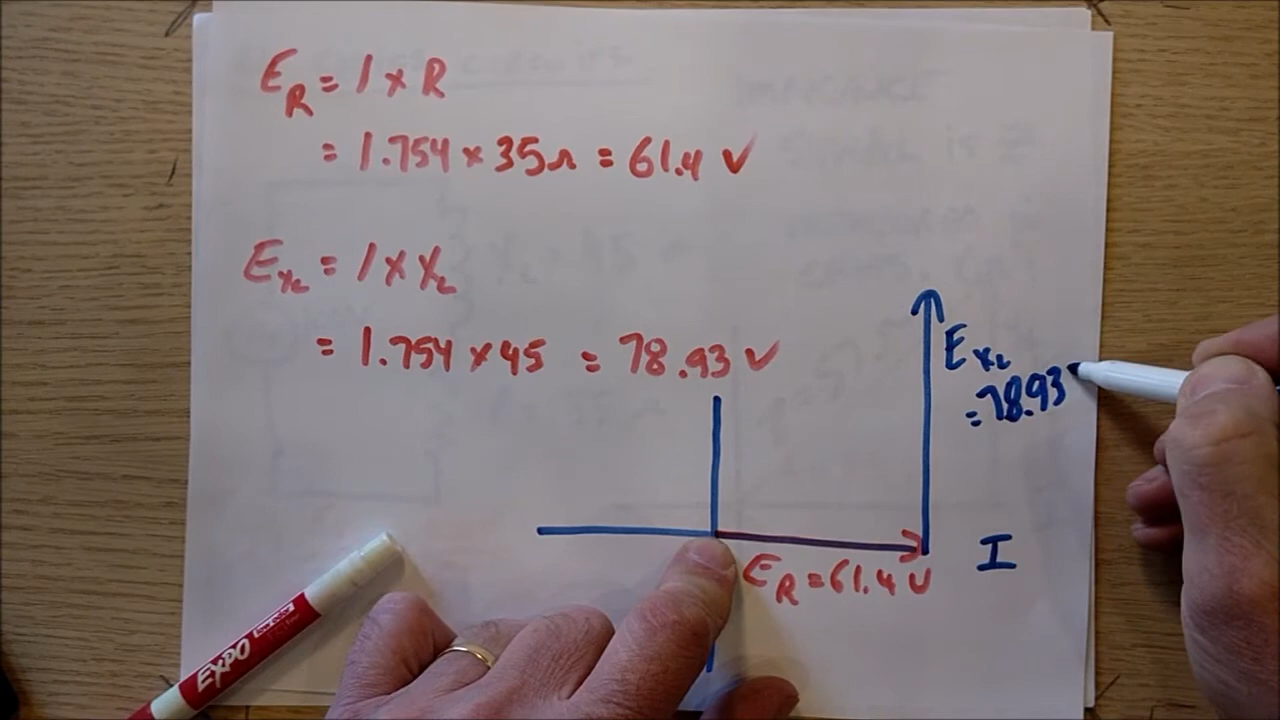 E_R = I × R
= 1.754 × 35Ω = 61.4 V
E_XL = I × X_L
= 1.754 × 45 = 78.93 V
E_XL
= 78.93
I
E_R = 61.4 V
EXPO